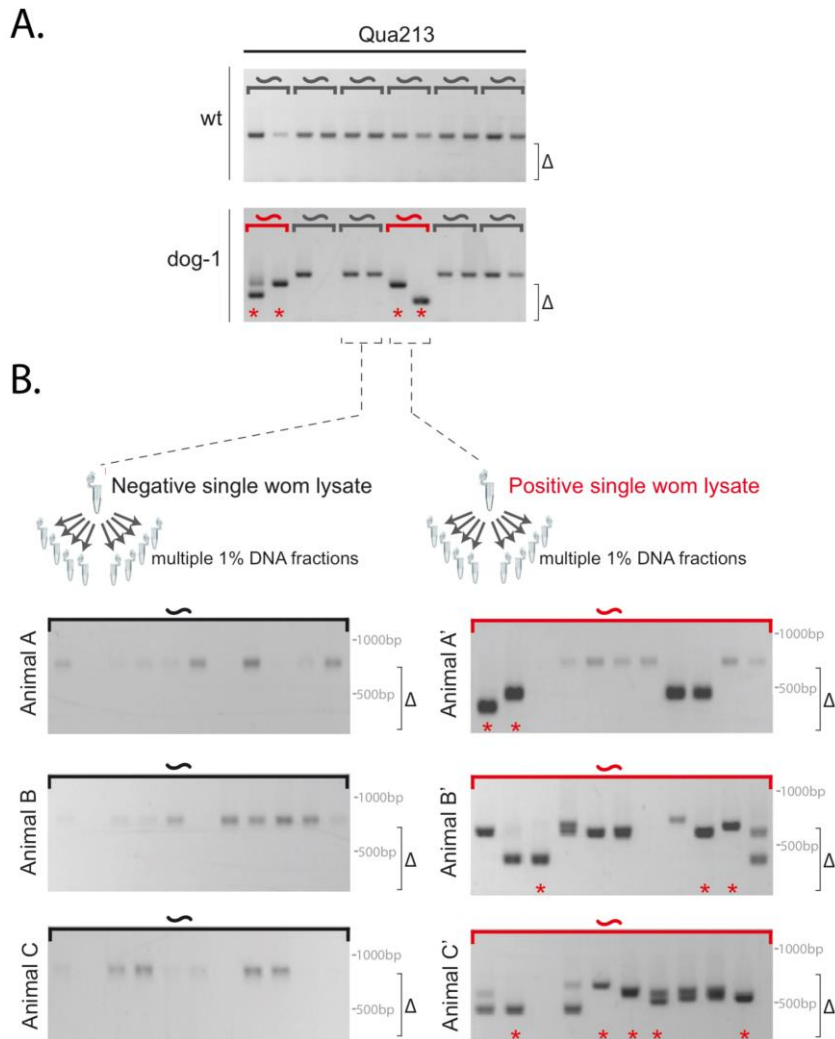 A.
Qua213
wt
Δ
dog-1
Δ
* * * *
B.
Negative single wom lysate
multiple 1% DNA fractions
Positive single wom lysate
multiple 1% DNA fractions
Animal A
-1000bp
-500bp
Δ
Animal A'
-1000bp
-500bp
Δ
* *
Animal B
-1000bp
-500bp
Δ
Animal B'
-1000bp
-500bp
Δ
* * *
Animal C
-1000bp
-500bp
Δ
Animal C'
-1000bp
-500bp
Δ
* * * * *